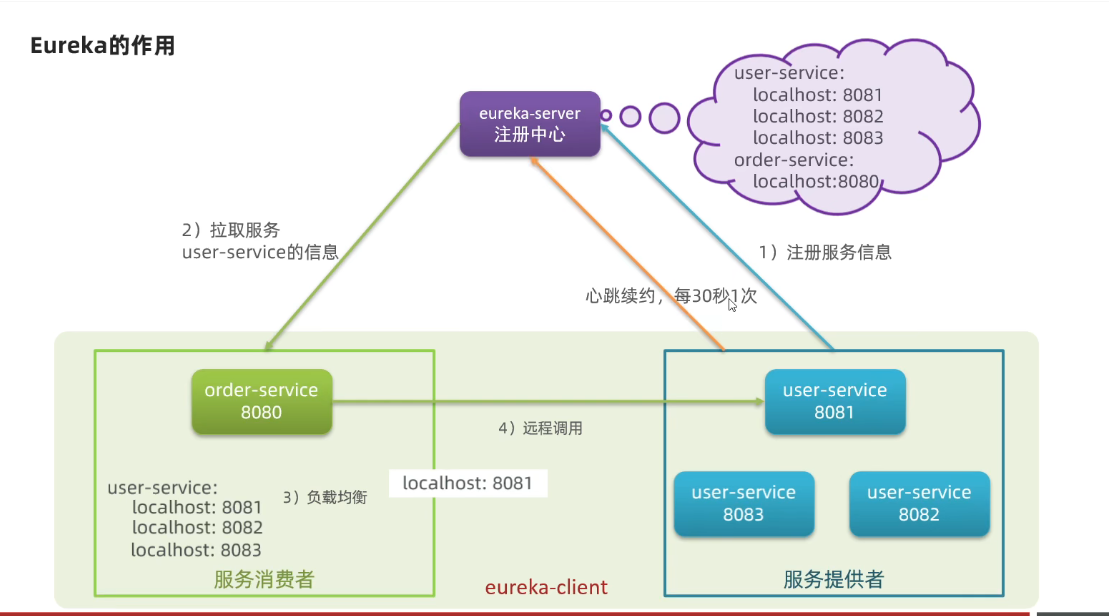 Eureka的作用
eureka-server
注册中心
user-service:
localhost: 8081
localhost: 8082
localhost: 8083
order-service:
localhost:8080
2）拉取服务
user-service的信息
1）注册服务信息
心跳续约，每30秒1次
order-service
8080
user-service
8081
4）远程调用
user-service:
localhost: 8081
localhost: 8082
localhost: 8083
3）负载均衡
localhost: 8081
user-service
8083
user-service
8082
服务消费者
eureka-client
服务提供者